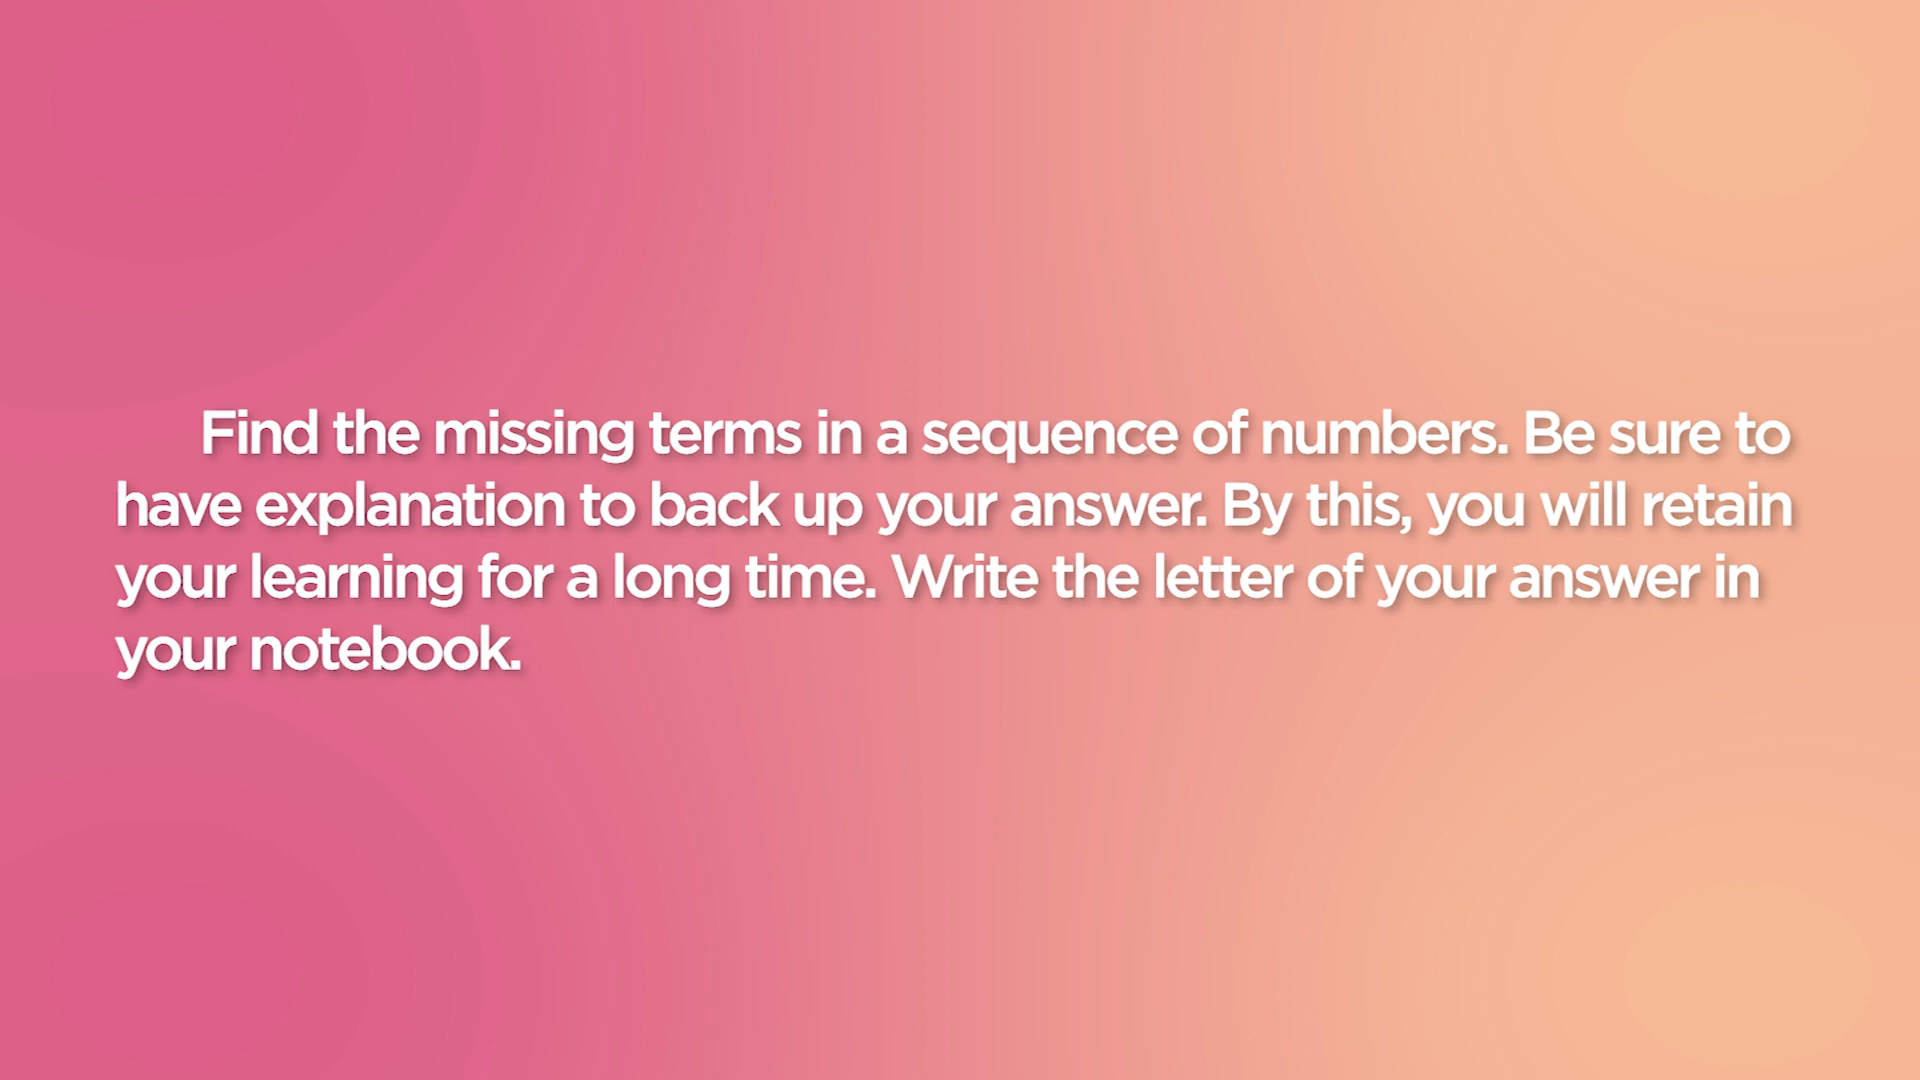 Find the missing terms in a sequence of numbers. Be sure to
have explanation to back up your answer. By this, you will retain
your learning for a long time. Write the letter of your answer in
your notebook.